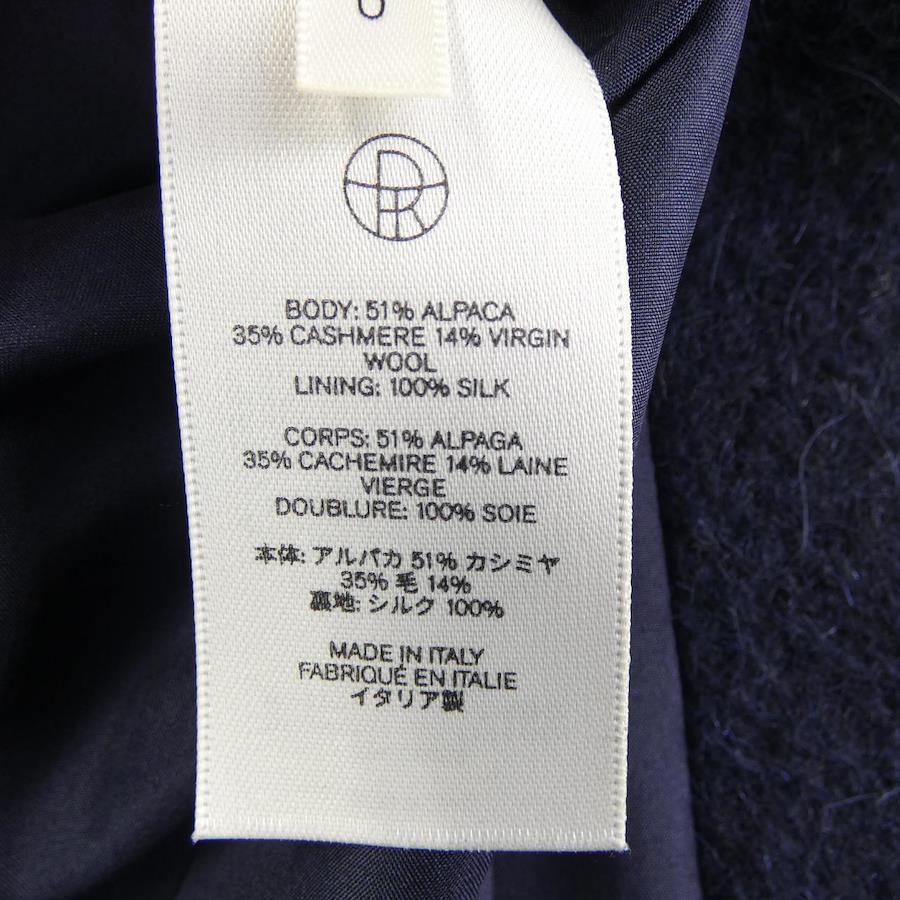 BODY: 51% ALPACA
35% CASHMERE 14% VIRGIN
WOOL
LINING: 100% SILK
CORPS: 51% ALPAGA
35% CACHEMIRE 14% LAINE
VIERGE
DOUBLURE: 100% SOIE
本体: アルパカ 51% カシミヤ
35% 毛 14%
裏地: シルク 100%
MADE IN ITALY
FABRIQUÉ EN ITALIE
イタリア製